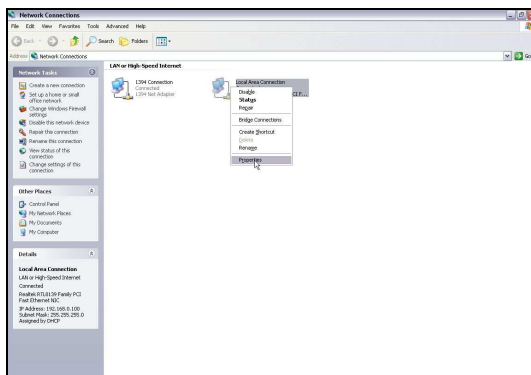 Network Connections
File Edit View Favorites Tools Advanced Help
Back Search Folders
Address Network Connections Go
Network Tasks
Create a new connection
Set up a home or small
office network
Change Windows Firewall
settings
Disable this network device
Repair this connection
Rename this connection
View status of this
connection
Change settings of this
connection
Other Places
Control Panel
My Network Places
My Documents
My Computer
Details
Local Area Connection
LAN or High-Speed Internet
Connected
Realtek RTL8139 Family PCI
Fast Ethernet NIC
IP Address: 192.168.0.100
Subnet Mask: 255.255.255.0
Assigned by DHCP
LAN or High-Speed Internet
1394 Connection
Connected
1394 Net Adapter
Local Area Connection
CI F...
Disable
Status
Repair
Bridge Connections
Create Shortcut
Delete
Rename
Properties